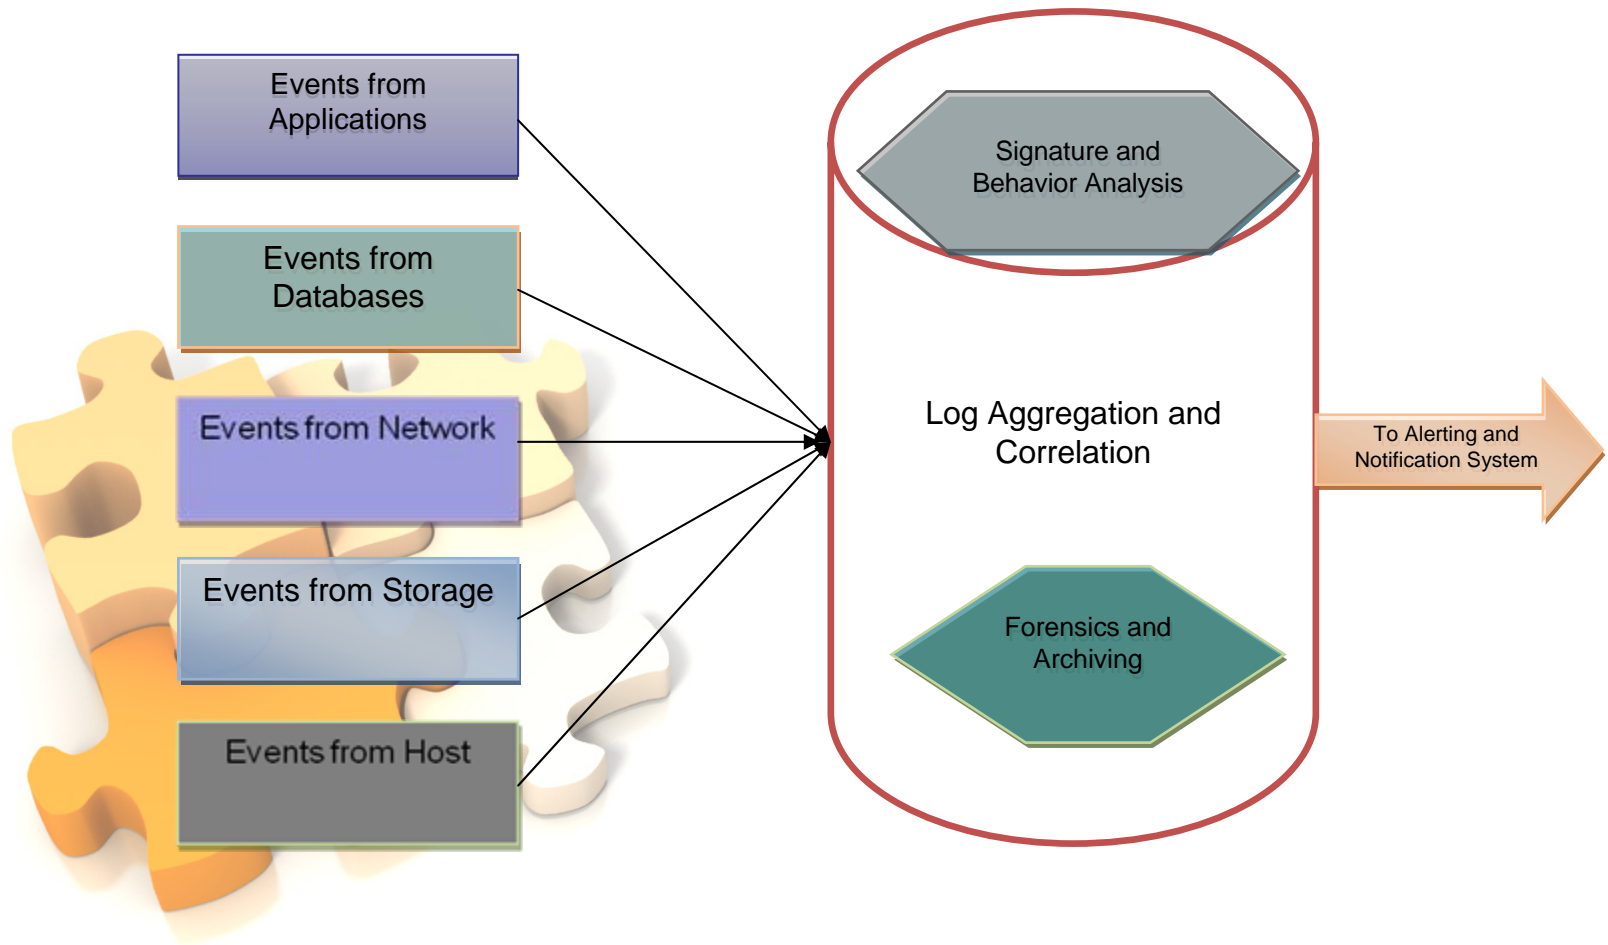 Events from
Applications
Events from
Databases
Events from Network
Events from Storage
Events from Host
Signature and
Behavior Analysis
Log Aggregation and
Correlation
Forensics and
Archiving
To Alerting and
Notification System